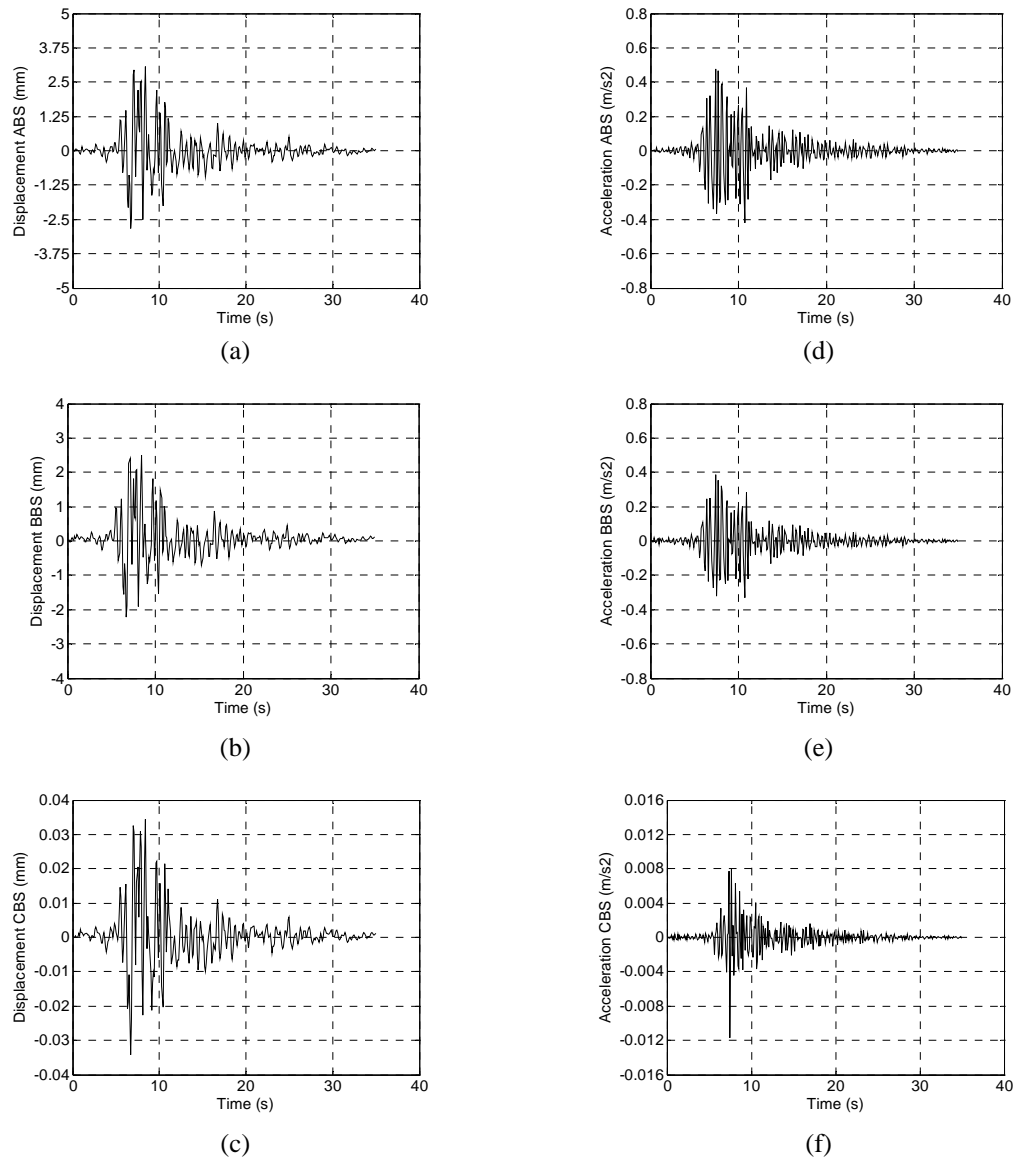 5
3.75
2.5
1.25
0
-1.25
-2.5
-3.75
-5
Displacement ABS (mm)
0 10 20 30 40
Time (s)
(a)
0.8
0.6
0.4
0.2
0
-0.2
-0.4
-0.6
-0.8
Acceleration ABS (m/s2)
0 10 20 30 40
Time (s)
(d)
4
3
2
1
0
-1
-2
-3
-4
Displacement BBS (mm)
0 10 20 30 40
Time (s)
(b)
0.8
0.6
0.4
0.2
0
-0.2
-0.4
-0.6
-0.8
Acceleration BBS (m/s2)
0 10 20 30 40
Time (s)
(e)
0.04
0.03
0.02
0.01
0
-0.01
-0.02
-0.03
-0.04
Displacement CBS (mm)
0 10 20 30 40
Time (s)
(c)
0.016
0.012
0.008
0.004
0
-0.004
-0.008
-0.012
-0.016
Acceleration CBS (m/s2)
0 10 20 30 40
Time (s)
(f)